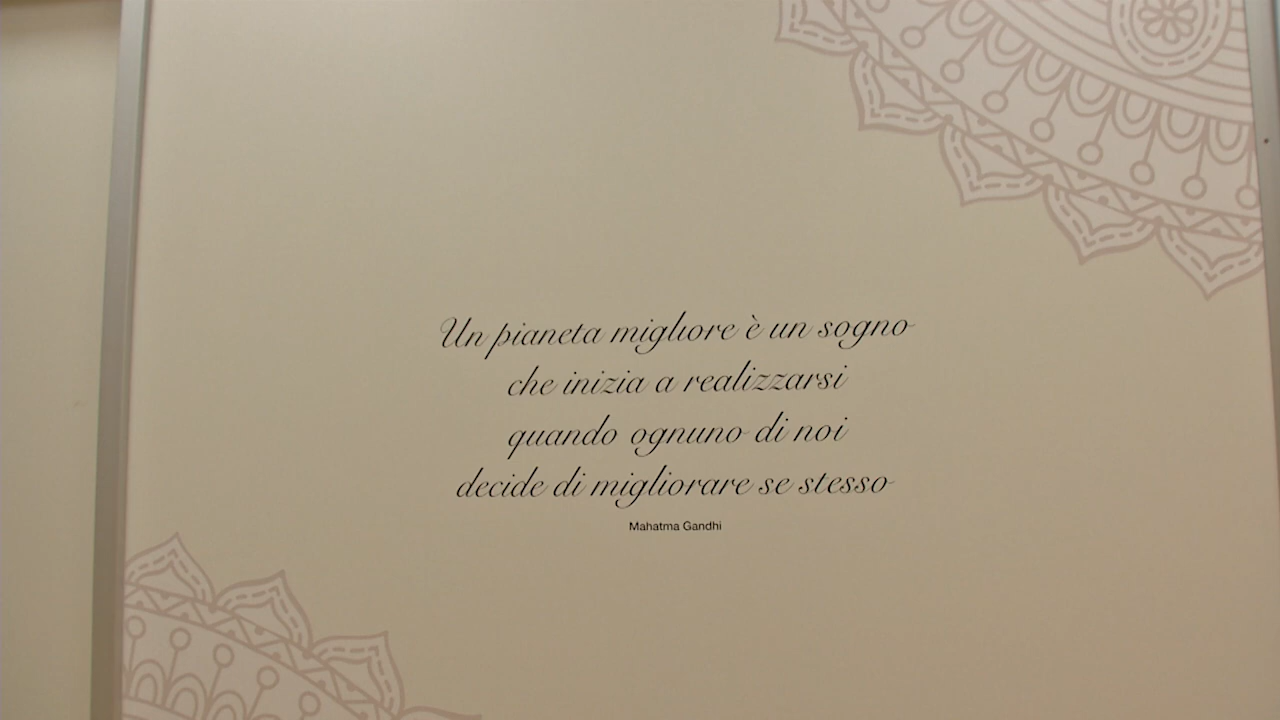 Un pianeta migliore è un sogno
che inizia a realizzarsi
quando ognuno di noi
decide di migliorare se stesso
Mahatma Gandhi